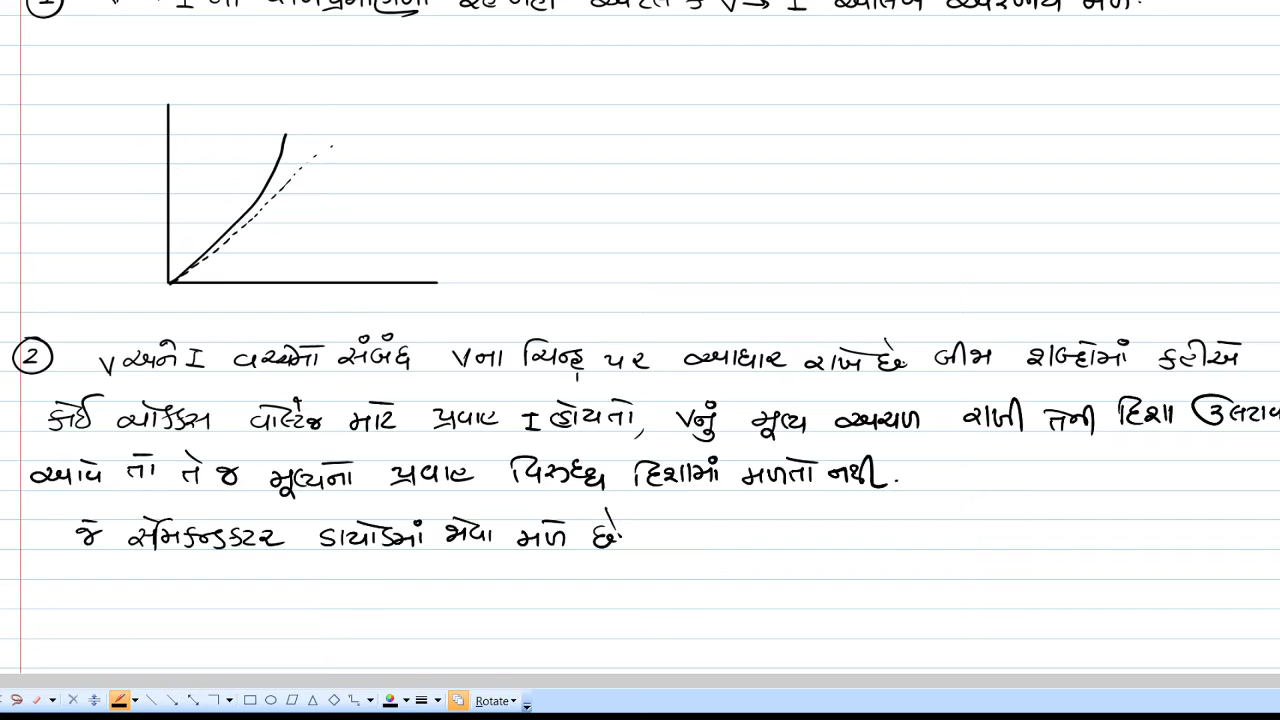 1 V I ના V → I
2 V અને I વચ્ચેનો સંબંધ V ના ચિન્હ પર આધાર રાખે છે બીજા શબ્દોમાં કહીએ
કોઈ ચોક્કસ વોલ્ટેજ માટે પ્રવાહ I હોય તો, V નું મૂલ્ય અચળ રાખી તેની દિશા ઉલટાવ
આવે તો તે જ મૂલ્યનો પ્રવાહ વિરુદ્ધ દિશામાં મળતો નથી.
જે સેમિકન્ડક્ટર ડાયોડમાં જોવા મળે છે
Rotate